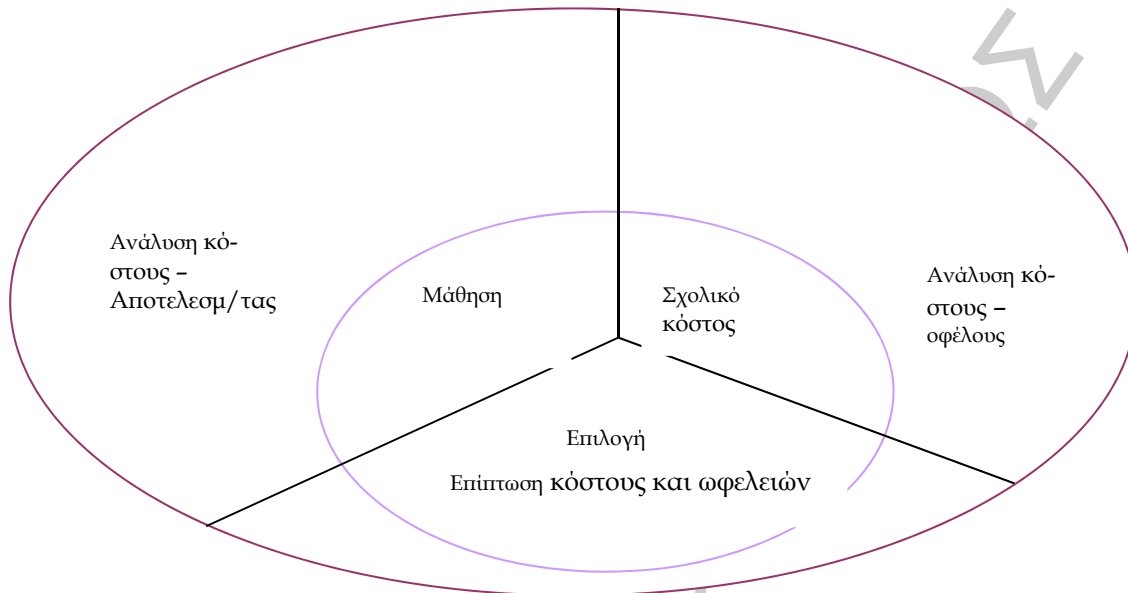 Ανάλυση κό-
στους –
Αποτελεσμ/τας
Μάθηση
Σχολικό
κόστος
Ανάλυση κό-
στους –
οφέλους
Επιλογή
Επίπτωση κόστους και ωφελειών